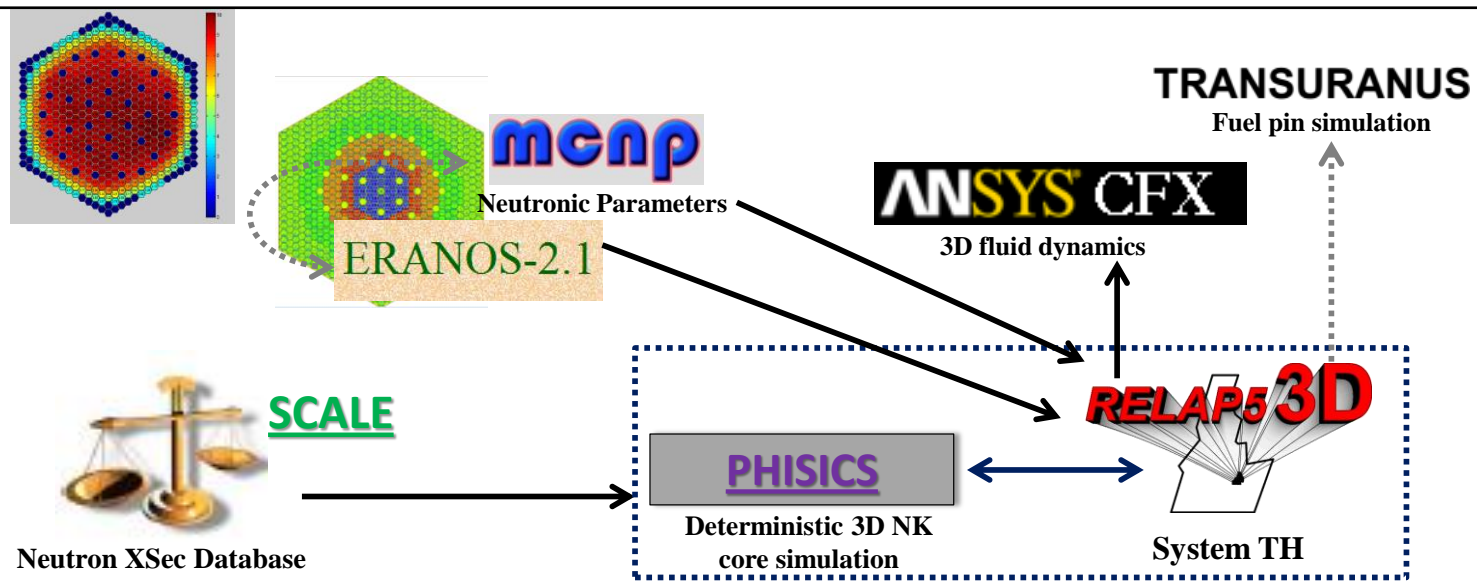 TRANSURANUS
Fuel pin simulation
mcnp
Neutronic Parameters
ANSYS CFX
3D fluid dynamics
ERANOS-2.1
SCALE
Neutron XSec Database
PHISICS
Deterministic 3D NK
core simulation
RELAP5 3D
System TH